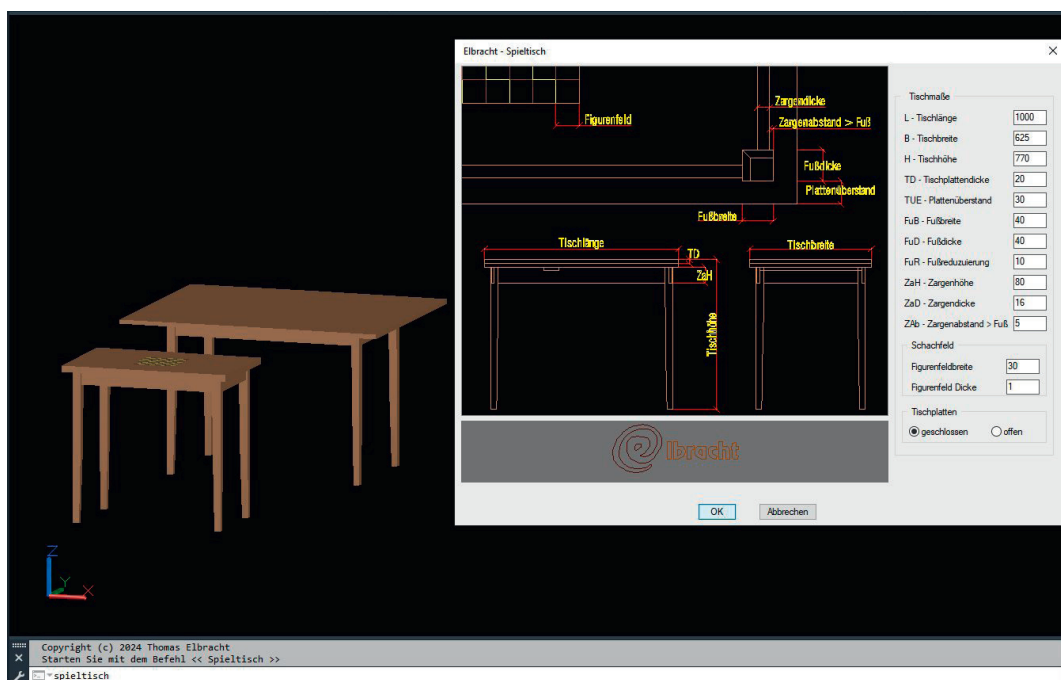 Elbracht - Spieltisch
Figurenfeld
Zargendicke
Zargenabstand > Fuß
Fußdicke
Plattenüberstand
Fußbreite
Tischlänge
TD
ZaH
Tischhöhe
Tischbreite
elbracht
Tischmaße
L - Tischlänge 1000
B - Tischbreite 625
H - Tischhöhe 770
TD - Tischplattendicke 20
TUE - Plattenüberstand 30
FuB - Fußbreite 40
FuD - Fußdicke 40
FuR - Fußreduzierung 10
ZaH - Zargenhöhe 80
ZaD - Zargendicke 16
ZAb - Zargenabstand > Fuß 5
Schachfeld
Figurenfeldbreite 30
Figurenfeld Dicke 1
Tischplatten
geschlossen offen
OK Abbrechen
Z
Y
X
Copyright (c) 2024 Thomas Elbracht
Starten Sie mit dem Befehl << Spieltisch >>
spieltisch